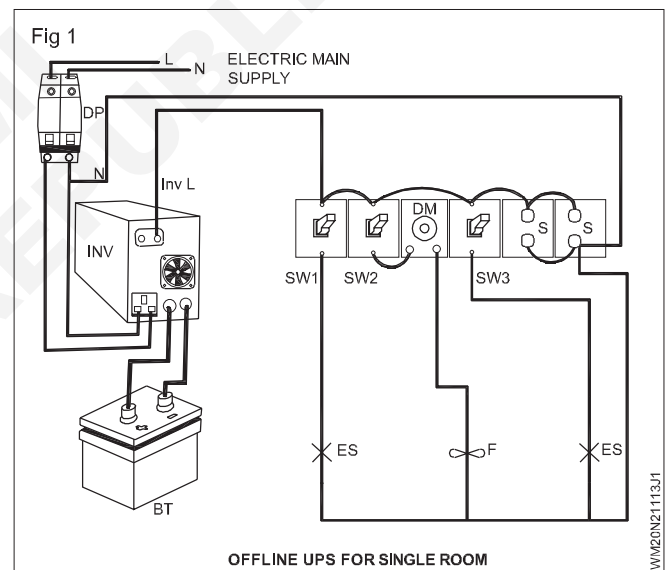 Fig 1
L
N
ELECTRIC MAIN
SUPPLY
DP
N
Inv L
INV
DM
S
S
SW1
SW2
SW3
+
-
ES
F
ES
BT
OFFLINE UPS FOR SINGLE ROOM
WM20N21113J1